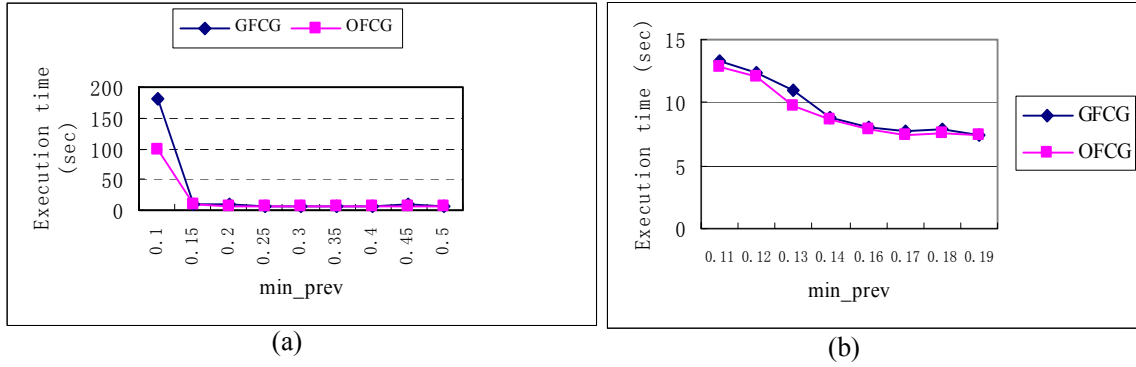 GFCG OFCG
Execution time
(sec)
200
150
100
50
0
0.1 0.15 0.2 0.25 0.3 0.35 0.4 0.45 0.5
min_prev
(a)
Execution time (sec)
15
10
5
0
0.11 0.12 0.13 0.14 0.16 0.17 0.18 0.19
min_prev
GFCG
OFCG
(b)